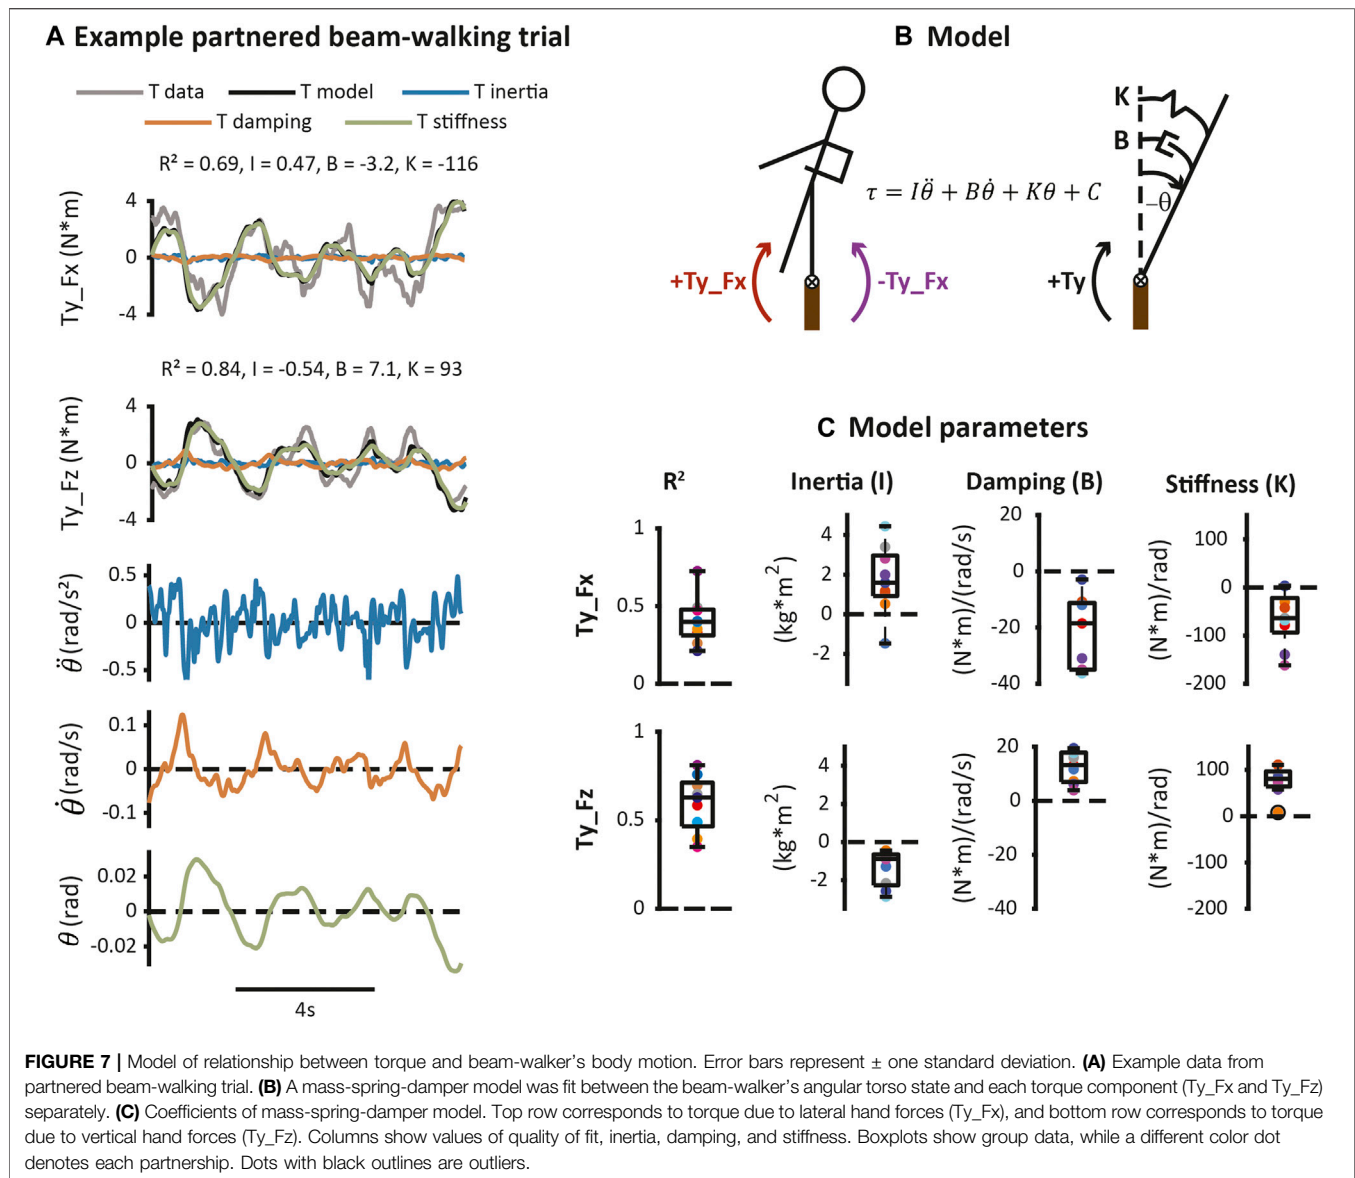 A Example partnered beam-walking trial
T data T model T inertia
T damping T stiffness
R² = 0.69, I = 0.47, B = -3.2, K = -116
Ty_Fx (N*m)
4
0
-4
R² = 0.84, I = -0.54, B = 7.1, K = 93
Ty_Fz (N*m)
4
0
-4
θ̈ (rad/s²)
0.5
0
-0.5
θ̇ (rad/s)
0.1
0
-0.1
θ (rad)
0.02
0
-0.02
4s
B Model
τ = Iθ̈ + Bθ̇ + Kθ + C
+Ty_Fx
-Ty_Fx
K
B
−θ
+Ty
C Model parameters
R²
Inertia (I)
Damping (B)
Stiffness (K)
Ty_Fx
1
0.5
0
(kg*m²)
4
2
0
-2
(N*m)/(rad/s)
20
0
-20
-40
(N*m)/rad)
100
0
-100
-200
Ty_Fz
1
0.5
0
(kg*m²)
4
2
0
-2
(N*m)/(rad/s)
20
0
-20
-40
(N*m)/rad)
100
0
-100
-200
FIGURE 7 | Model of relationship between torque and beam-walker's body motion. Error bars represent ± one standard deviation. (A) Example data from
partnered beam-walking trial. (B) A mass-spring-damper model was fit between the beam-walker's angular torso state and each torque component (Ty_Fx and Ty_Fz)
separately. (C) Coefficients of mass-spring-damper model. Top row corresponds to torque due to lateral hand forces (Ty_Fx), and bottom row corresponds to torque
due to vertical hand forces (Ty_Fz). Columns show values of quality of fit, inertia, damping, and stiffness. Boxplots show group data, while a different color dot
denotes each partnership. Dots with black outlines are outliers.